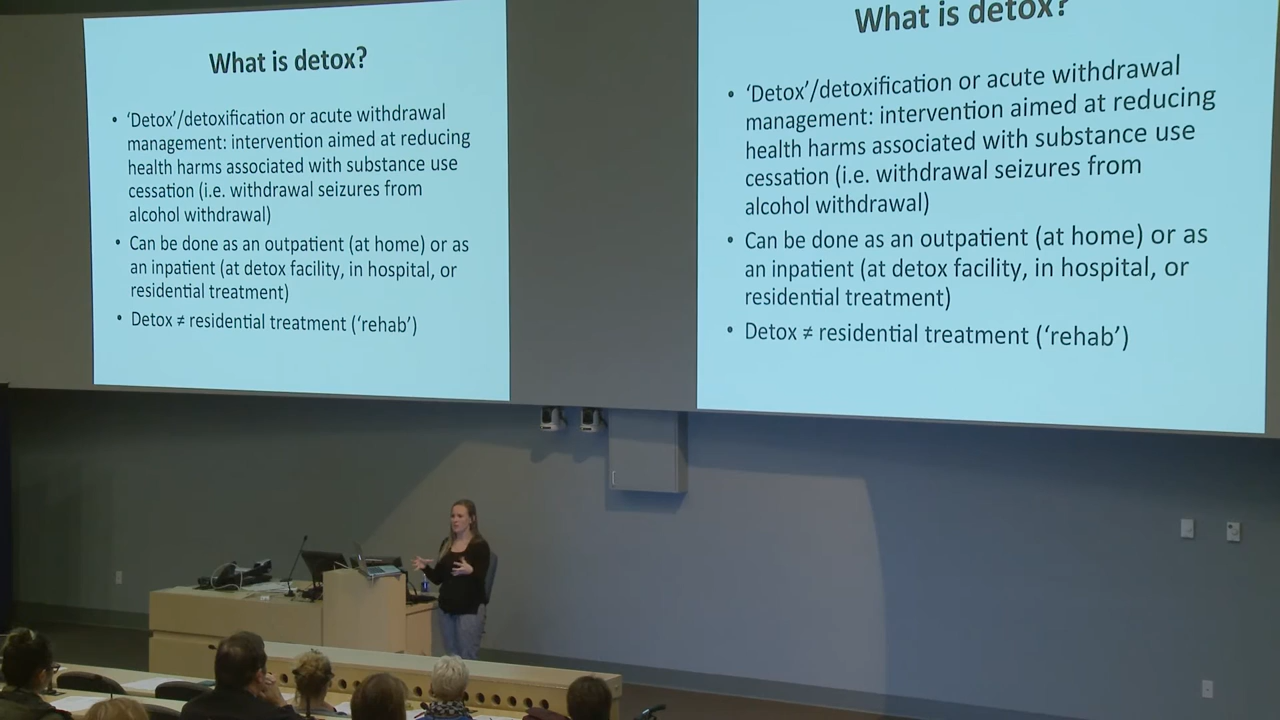 What is detox?
• ‘Detox’/detoxification or acute withdrawal
management: intervention aimed at reducing
health harms associated with substance use
cessation (i.e. withdrawal seizures from
alcohol withdrawal)
• Can be done as an outpatient (at home) or as
an inpatient (at detox facility, in hospital, or
residential treatment)
• Detox ≠ residential treatment (‘rehab’)
What is detox?
• ‘Detox’/detoxification or acute withdrawal
management: intervention aimed at reducing
health harms associated with substance use
cessation (i.e. withdrawal seizures from
alcohol withdrawal)
• Can be done as an outpatient (at home) or as
an inpatient (at detox facility, in hospital, or
residential treatment)
• Detox ≠ residential treatment (‘rehab’)